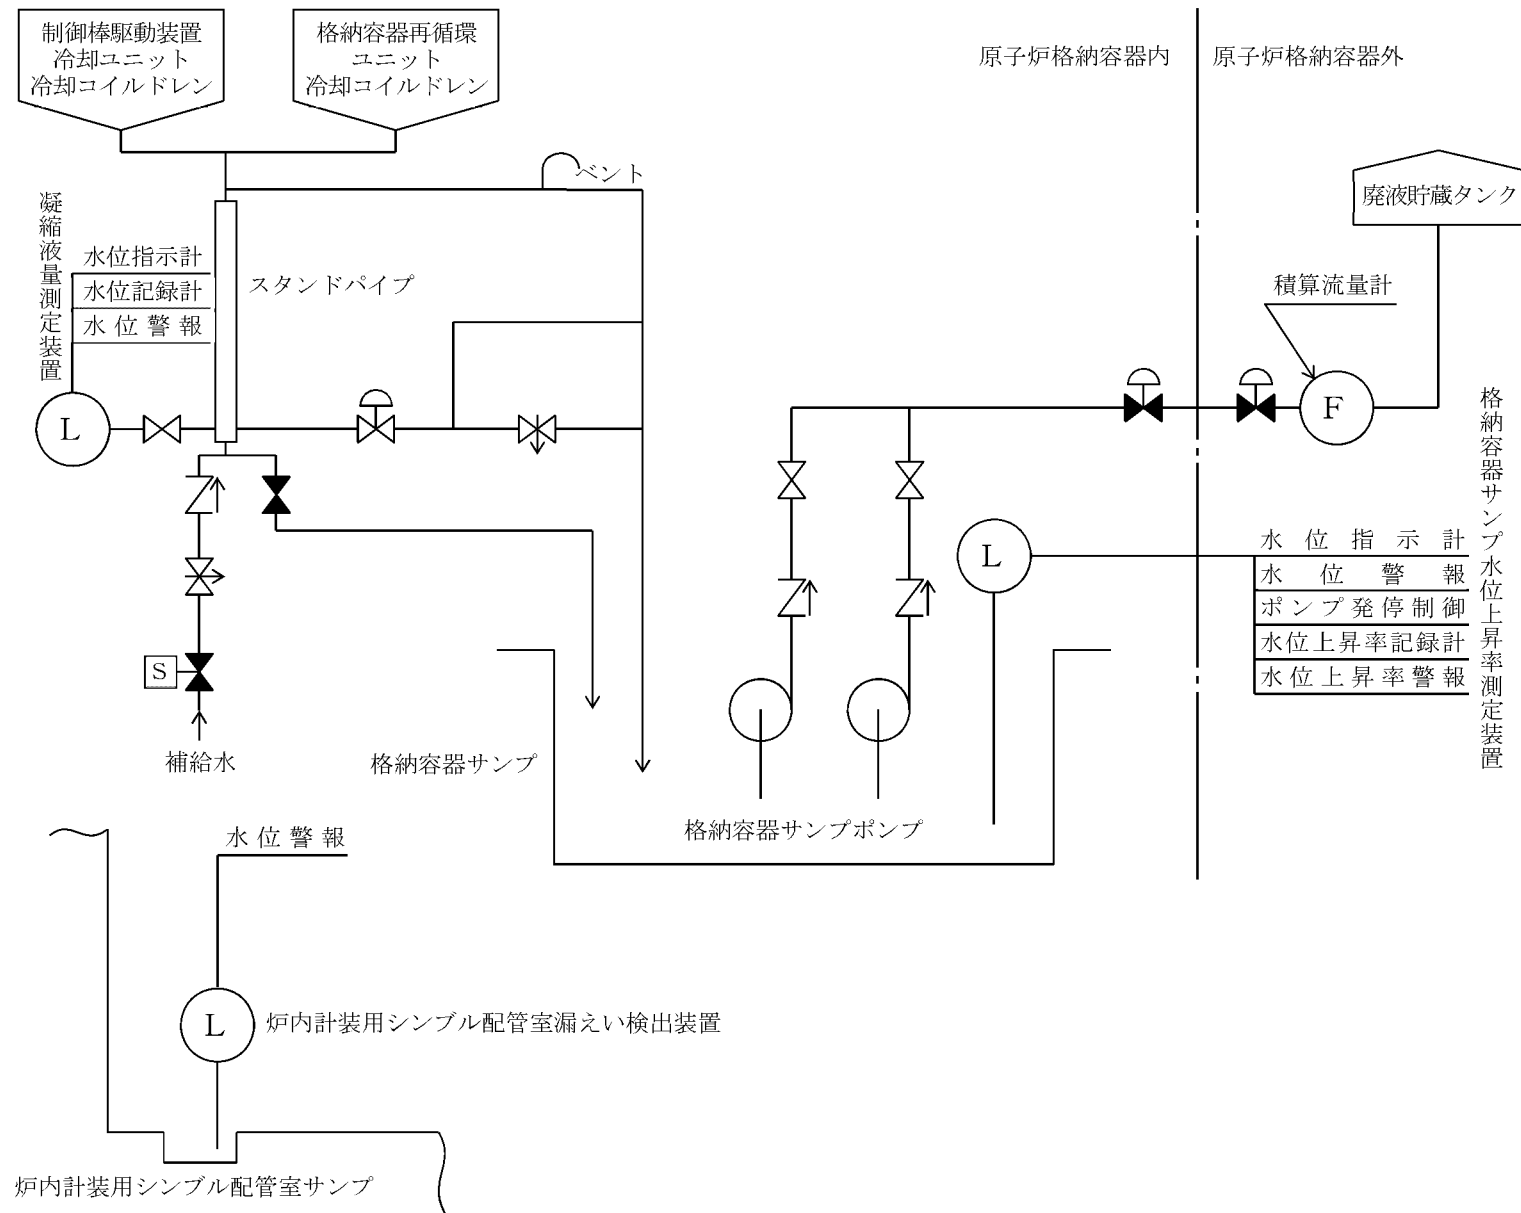 制御棒駆動装置
冷却ユニット
冷却コイルドレン
格納容器再循環
ユニット
冷却コイルドレン
原子炉格納容器内
原子炉格納容器外
ベント
廃液貯蔵タンク
凝縮液量測定装置
水位指示計
水位記録計
水位警報
スタンドパイプ
積算流量計
L
F
格納容器サンプ水位上昇率測定装置
L
水位指示計
水位警報
ポンプ発停制御
水位上昇率記録計
水位上昇率警報
S
補給水
格納容器サンプ
格納容器サンプポンプ
水位警報
L
炉内計装用シンブル配管室漏えい検出装置
炉内計装用シンブル配管室サンプ